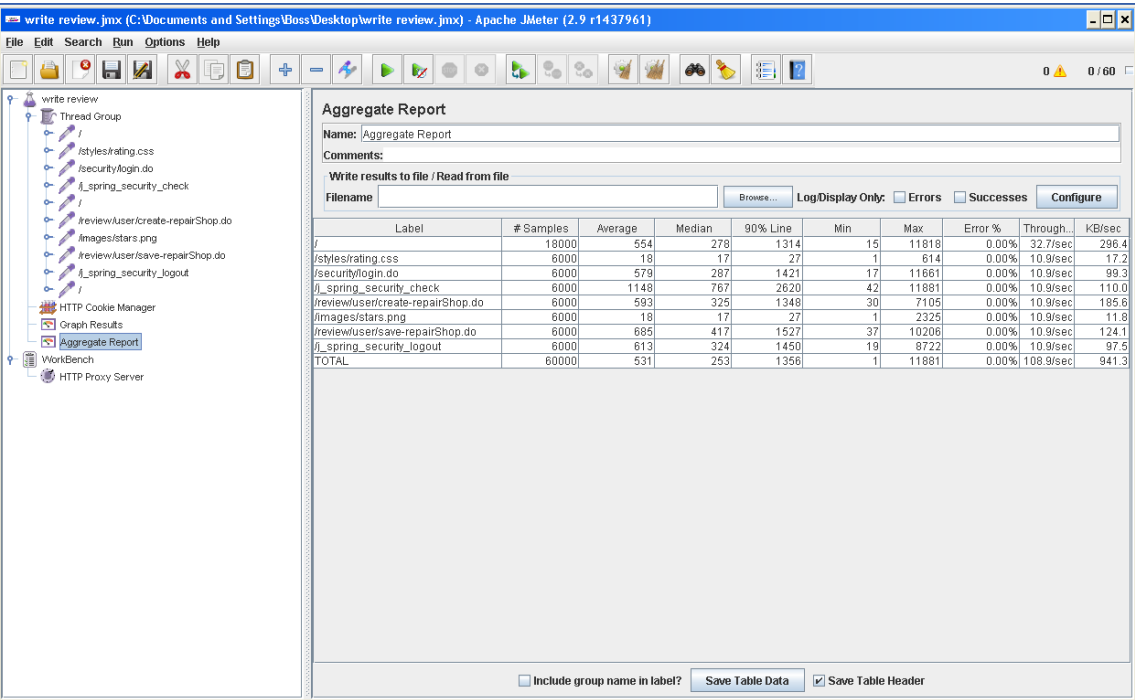 write review.jmx (C:\Documents and Settings\Boss\Desktop\write review.jmx) - Apache JMeter (2.9 r1437961)
File Edit Search Run Options Help
0 0 / 60
write review
Thread Group
/
/styles/rating.css
/security/login.do
/j_spring_security_check
/
/review/user/create-repairShop.do
/images/stars.png
/review/user/save-repairShop.do
/j_spring_security_logout
/
HTTP Cookie Manager
Graph Results
Aggregate Report
WorkBench
HTTP Proxy Server
Aggregate Report
Name: Aggregate Report
Comments:
Write results to file / Read from file
Filename Browse... Log/Display Only: Errors Successes Configure
Label # Samples Average Median 90% Line Min Max Error % Through... KB/sec
/ 18000 554 278 1314 15 11818 0.00% 32.7/sec 296.4
/styles/rating.css 6000 18 17 27 1 614 0.00% 10.9/sec 17.2
/security/login.do 6000 579 287 1421 17 11661 0.00% 10.9/sec 99.3
/j_spring_security_check 6000 1148 767 2620 42 11881 0.00% 10.9/sec 110.0
/review/user/create-repairShop.do 6000 593 325 1348 30 7105 0.00% 10.9/sec 185.6
/images/stars.png 6000 18 17 27 1 2325 0.00% 10.9/sec 11.8
/review/user/save-repairShop.do 6000 685 417 1527 37 10206 0.00% 10.9/sec 124.1
/j_spring_security_logout 6000 613 324 1450 19 8722 0.00% 10.9/sec 97.5
TOTAL 60000 531 253 1356 1 11881 0.00% 108.9/sec 941.3
Include group name in label? Save Table Data Save Table Header